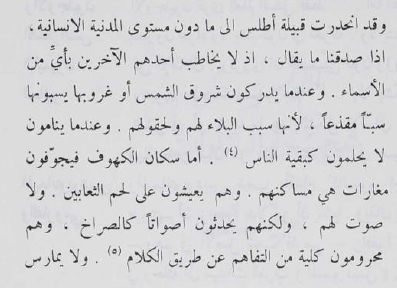 وقد انحدرت قبيلة أطلس الى ما دون مستوى المدنية الانسانية ،
اذا صدقنا ما يقال ، اذ لا يخاطب أحدهم الآخرين بأيٍّ من
الأسماء . وعندما يدركون شروق الشمس أو غروبها يسبونها
سبّاً مقذعاً ، لأنها سبب البلاء لهم ولحقولهم . وعندما ينامون
لا يحلمون كبقية الناس (٤) . أما سكان الكهوف فيجوّفون
مغارات هي مساكنهم . وهم يعيشون على لحم الثعابين . ولا
صوت لهم ، ولكنهم يحدثون أصواتاً كالصراخ ، وهم
محرومون كلية من التفاهم عن طريق الكلام (٥) . ولا يمارس